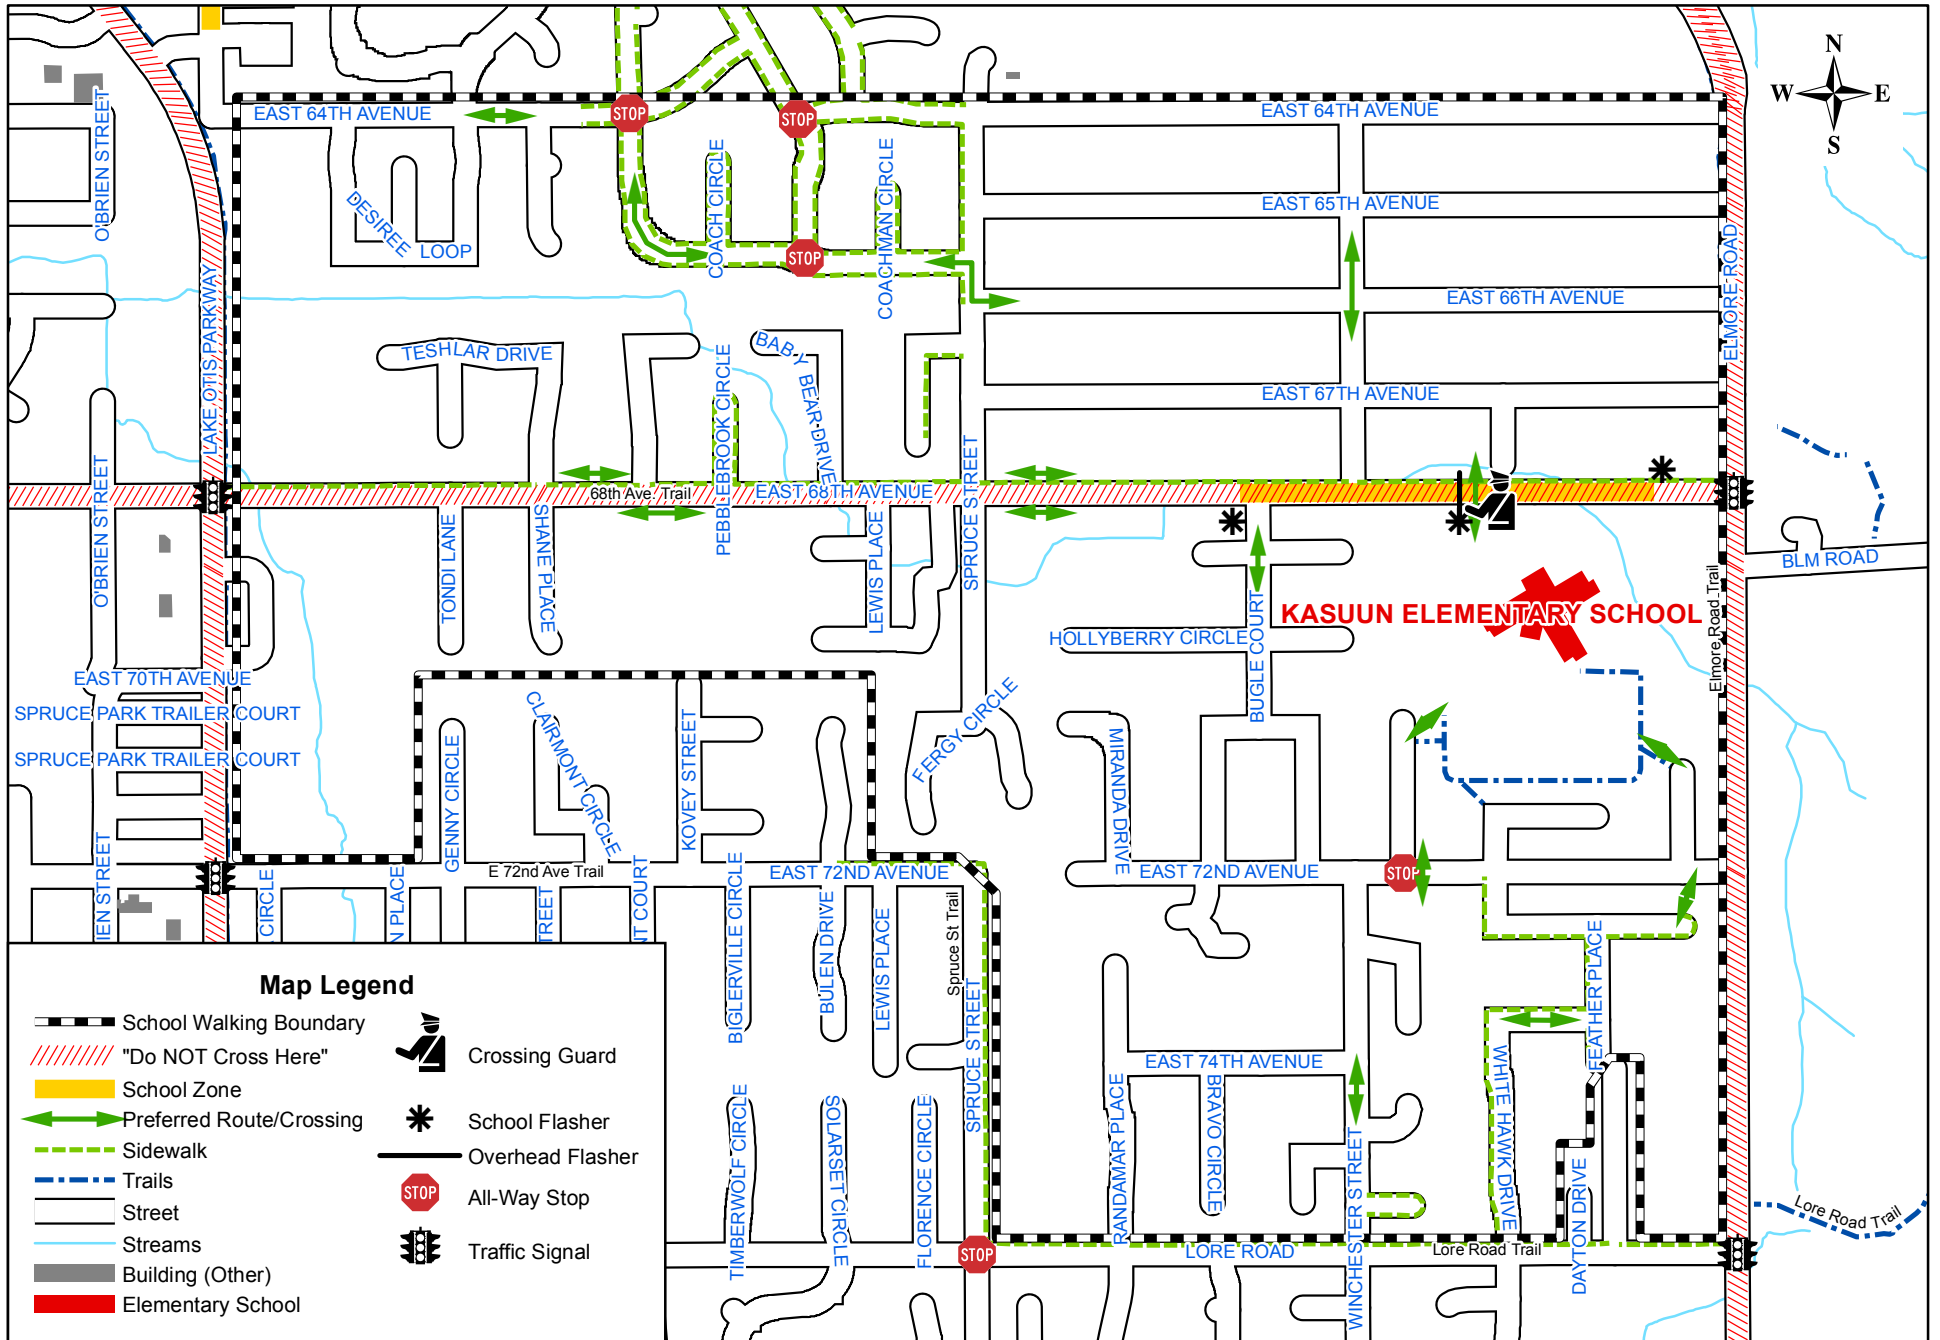 N
W E
S
EAST 64TH AVENUE
EAST 64TH AVENUE
STOP
STOP
O'BRIEN STREET
DESIREE LOOP
COACH CIRCLE
COACHMAN CIRCLE
STOP
EAST 65TH AVENUE
EAST 66TH AVENUE
ELMORE ROAD
LAKE OTIS PARKWAY
TESHLAR DRIVE
PEBBLEBROOK CIRCLE
BABY BEAR DRIVE
EAST 67TH AVENUE
O'BRIEN STREET
SPRUCE STREET
68th Ave. Trail
EAST 68TH AVENUE
TONDI LANE
SHANE PLACE
LEWIS PLACE
BUGLE COURT
BLM ROAD
KASUUN ELEMENTARY SCHOOL
Elmore Road Trail
HOLLYBERRY CIRCLE
EAST 70TH AVENUE
SPRUCE PARK TRAILER COURT
SPRUCE PARK TRAILER COURT
GENNY CIRCLE
CLAIRMONT CIRCLE
KOVEY STREET
FERGY CIRCLE
MIRANDA DRIVE
E 72nd Ave Trail
EAST 72ND AVENUE
EAST 72ND AVENUE
STOP
IEN STREET
CIRCLE
N PLACE
TREET
NT COURT
BIGLERVILLE CIRCLE
BULEN DRIVE
LEWIS PLACE
Spruce St Trail
SPRUCE STREET
FEATHER PLACE
EAST 74TH AVENUE
RANDAMAR PLACE
BRAVO CIRCLE
WINCHESTER STREET
WHITE HAWK DRIVE
DAYTON DRIVE
TIMBERWOLF CIRCLE
SOLARSET CIRCLE
FLORENCE CIRCLE
STOP
LORE ROAD
Lore Road Trail
Lore Road Trail
Map Legend
School Walking Boundary
"Do NOT Cross Here"
School Zone
Preferred Route/Crossing
Sidewalk
Trails
Street
Streams
Building (Other)
Elementary School
Crossing Guard
School Flasher
Overhead Flasher
STOP
All-Way Stop
Traffic Signal